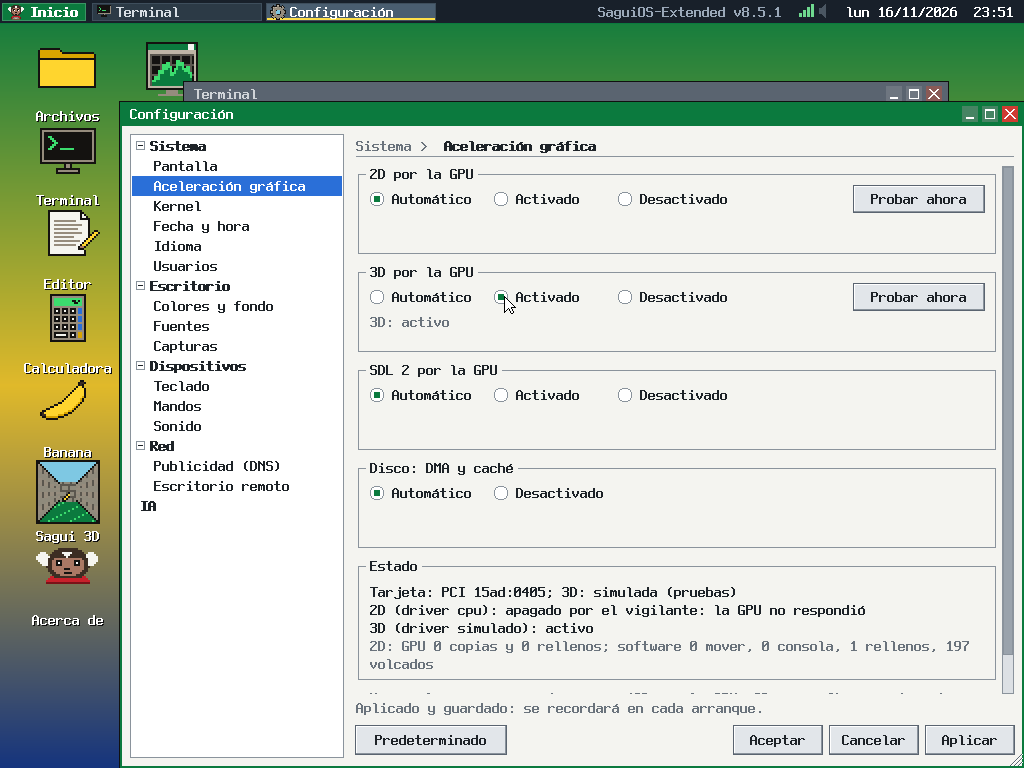 Inicio
Terminal
Configuración
SaguiOS-Extended v8.5.1
lun 16/11/2026
23:51
Archivos
Terminal
Editor
Calculadora
Banana
Sagui 3D
Acerca de
Terminal
Configuración
Sistema
Pantalla
Aceleración gráfica
Kernel
Fecha y hora
Idioma
Usuarios
Escritorio
Colores y fondo
Fuentes
Capturas
Dispositivos
Teclado
Mandos
Sonido
Red
Publicidad (DNS)
Escritorio remoto
IA
Sistema > Aceleración gráfica
2D por la GPU
Automático Activado Desactivado Probar ahora
3D por la GPU
Automático Activado Desactivado Probar ahora
3D: activo
SDL 2 por la GPU
Automático Activado Desactivado
Disco: DMA y caché
Automático Desactivado
Estado
Tarjeta: PCI 15ad:0405; 3D: simulada (pruebas)
2D (driver cpu): apagado por el vigilante: la GPU no respondió
3D (driver simulado): activo
2D: GPU 0 copias y 0 rellenos; software 0 mover, 0 consola, 1 rellenos, 197
volcados
Aplicado y guardado: se recordará en cada arranque.
Predeterminado Aceptar Cancelar Aplicar